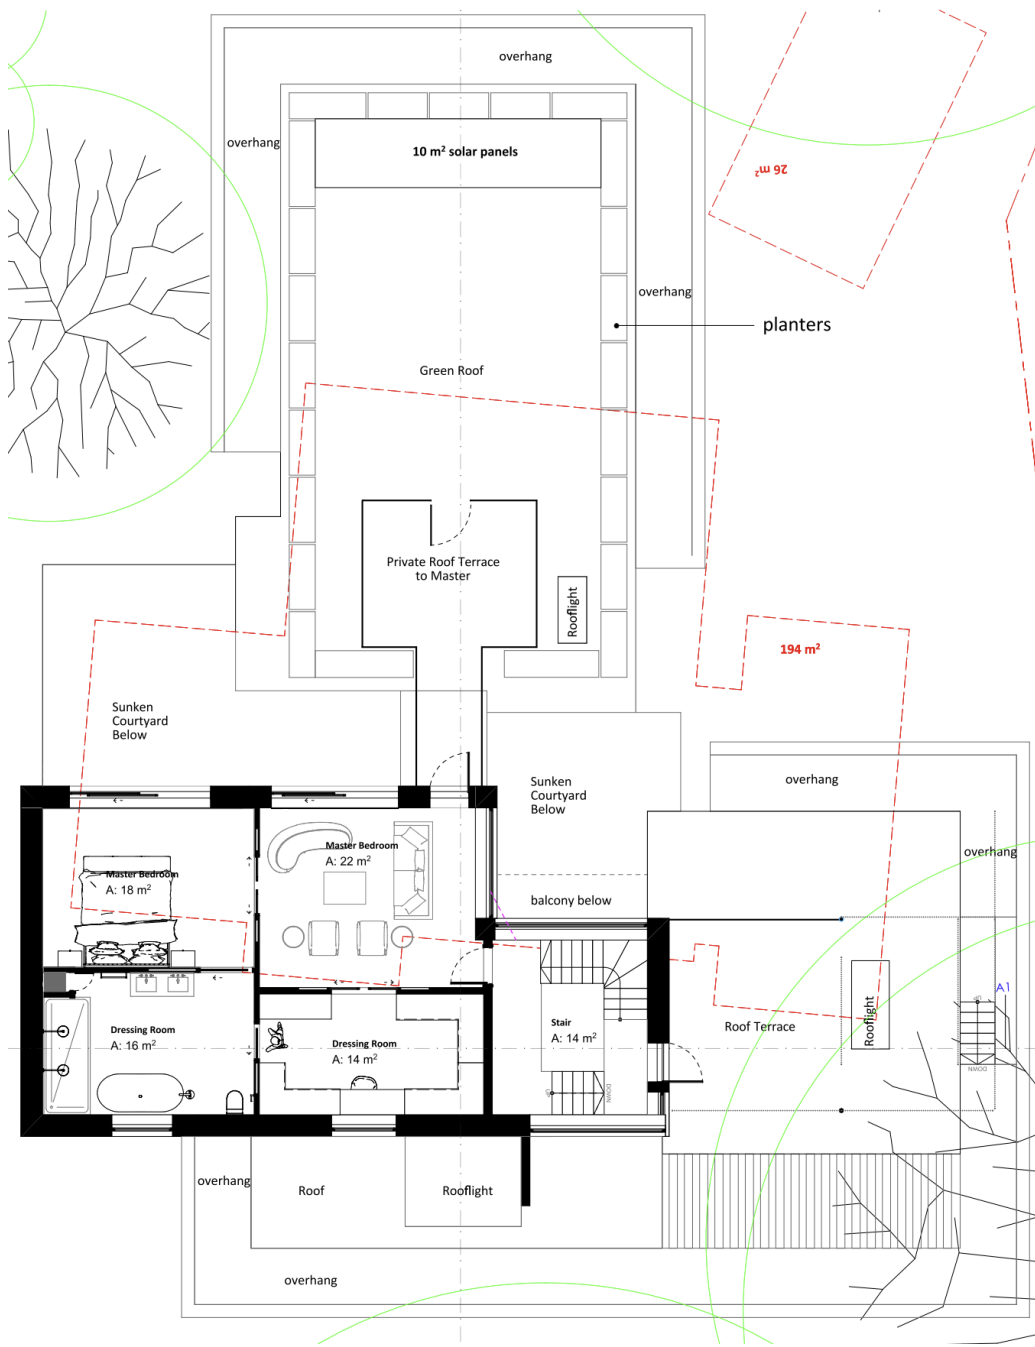 overhang
overhang
10 m² solar panels
26 m²
overhang
planters
Green Roof
Private Roof Terrace
to Master
Rooflight
194 m²
Sunken
Courtyard
Below
Sunken
Courtyard
Below
overhang
overhang
Master Bedroom
A: 22 m²
Master Bedroom
A: 18 m²
balcony below
A1
UP
Rooflight
Roof Terrace
Stair
A: 14 m²
Dressing Room
A: 16 m²
Dressing Room
A: 14 m²
DOWN
UP
DOWN
overhang
Roof
Rooflight
overhang